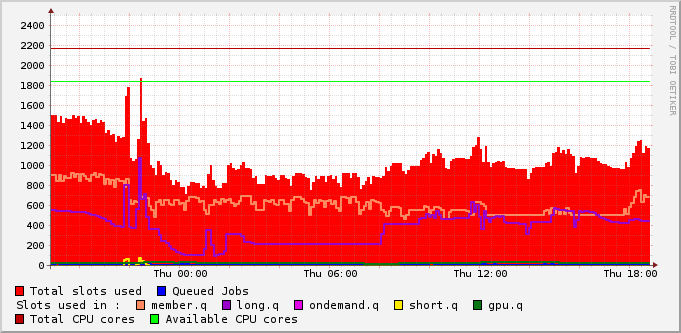 RRDTOOL / TOBI OETIKER
2400
2200
2000
1800
1600
1400
1200
1000
800
600
400
200
0
Thu 00:00 Thu 06:00 Thu 12:00 Thu 18:00
Total slots used Queued Jobs
Slots used in : member.q long.q ondemand.q short.q gpu.q
Total CPU cores Available CPU cores